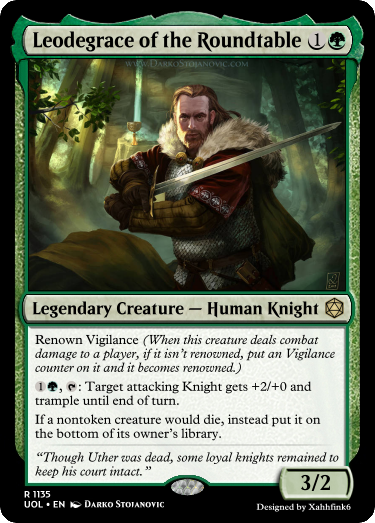 Leodegrace of the Roundtable 1
www.DarkoStojanovic.com
Legendary Creature — Human Knight
Renown Vigilance (When this creature deals combat
damage to a player, if it isn't renowned, put an Vigilance
counter on it and it becomes renowned.)
1, : Target attacking Knight gets +2/+0 and
trample until end of turn.
If a nontoken creature would die, instead put it on
the bottom of its owner's library.
"Though Uther was dead, some loyal knights remained to
keep his court intact."
3/2
R 1135
UOL • EN Darko Stojanovic
Designed by Xahhfink6